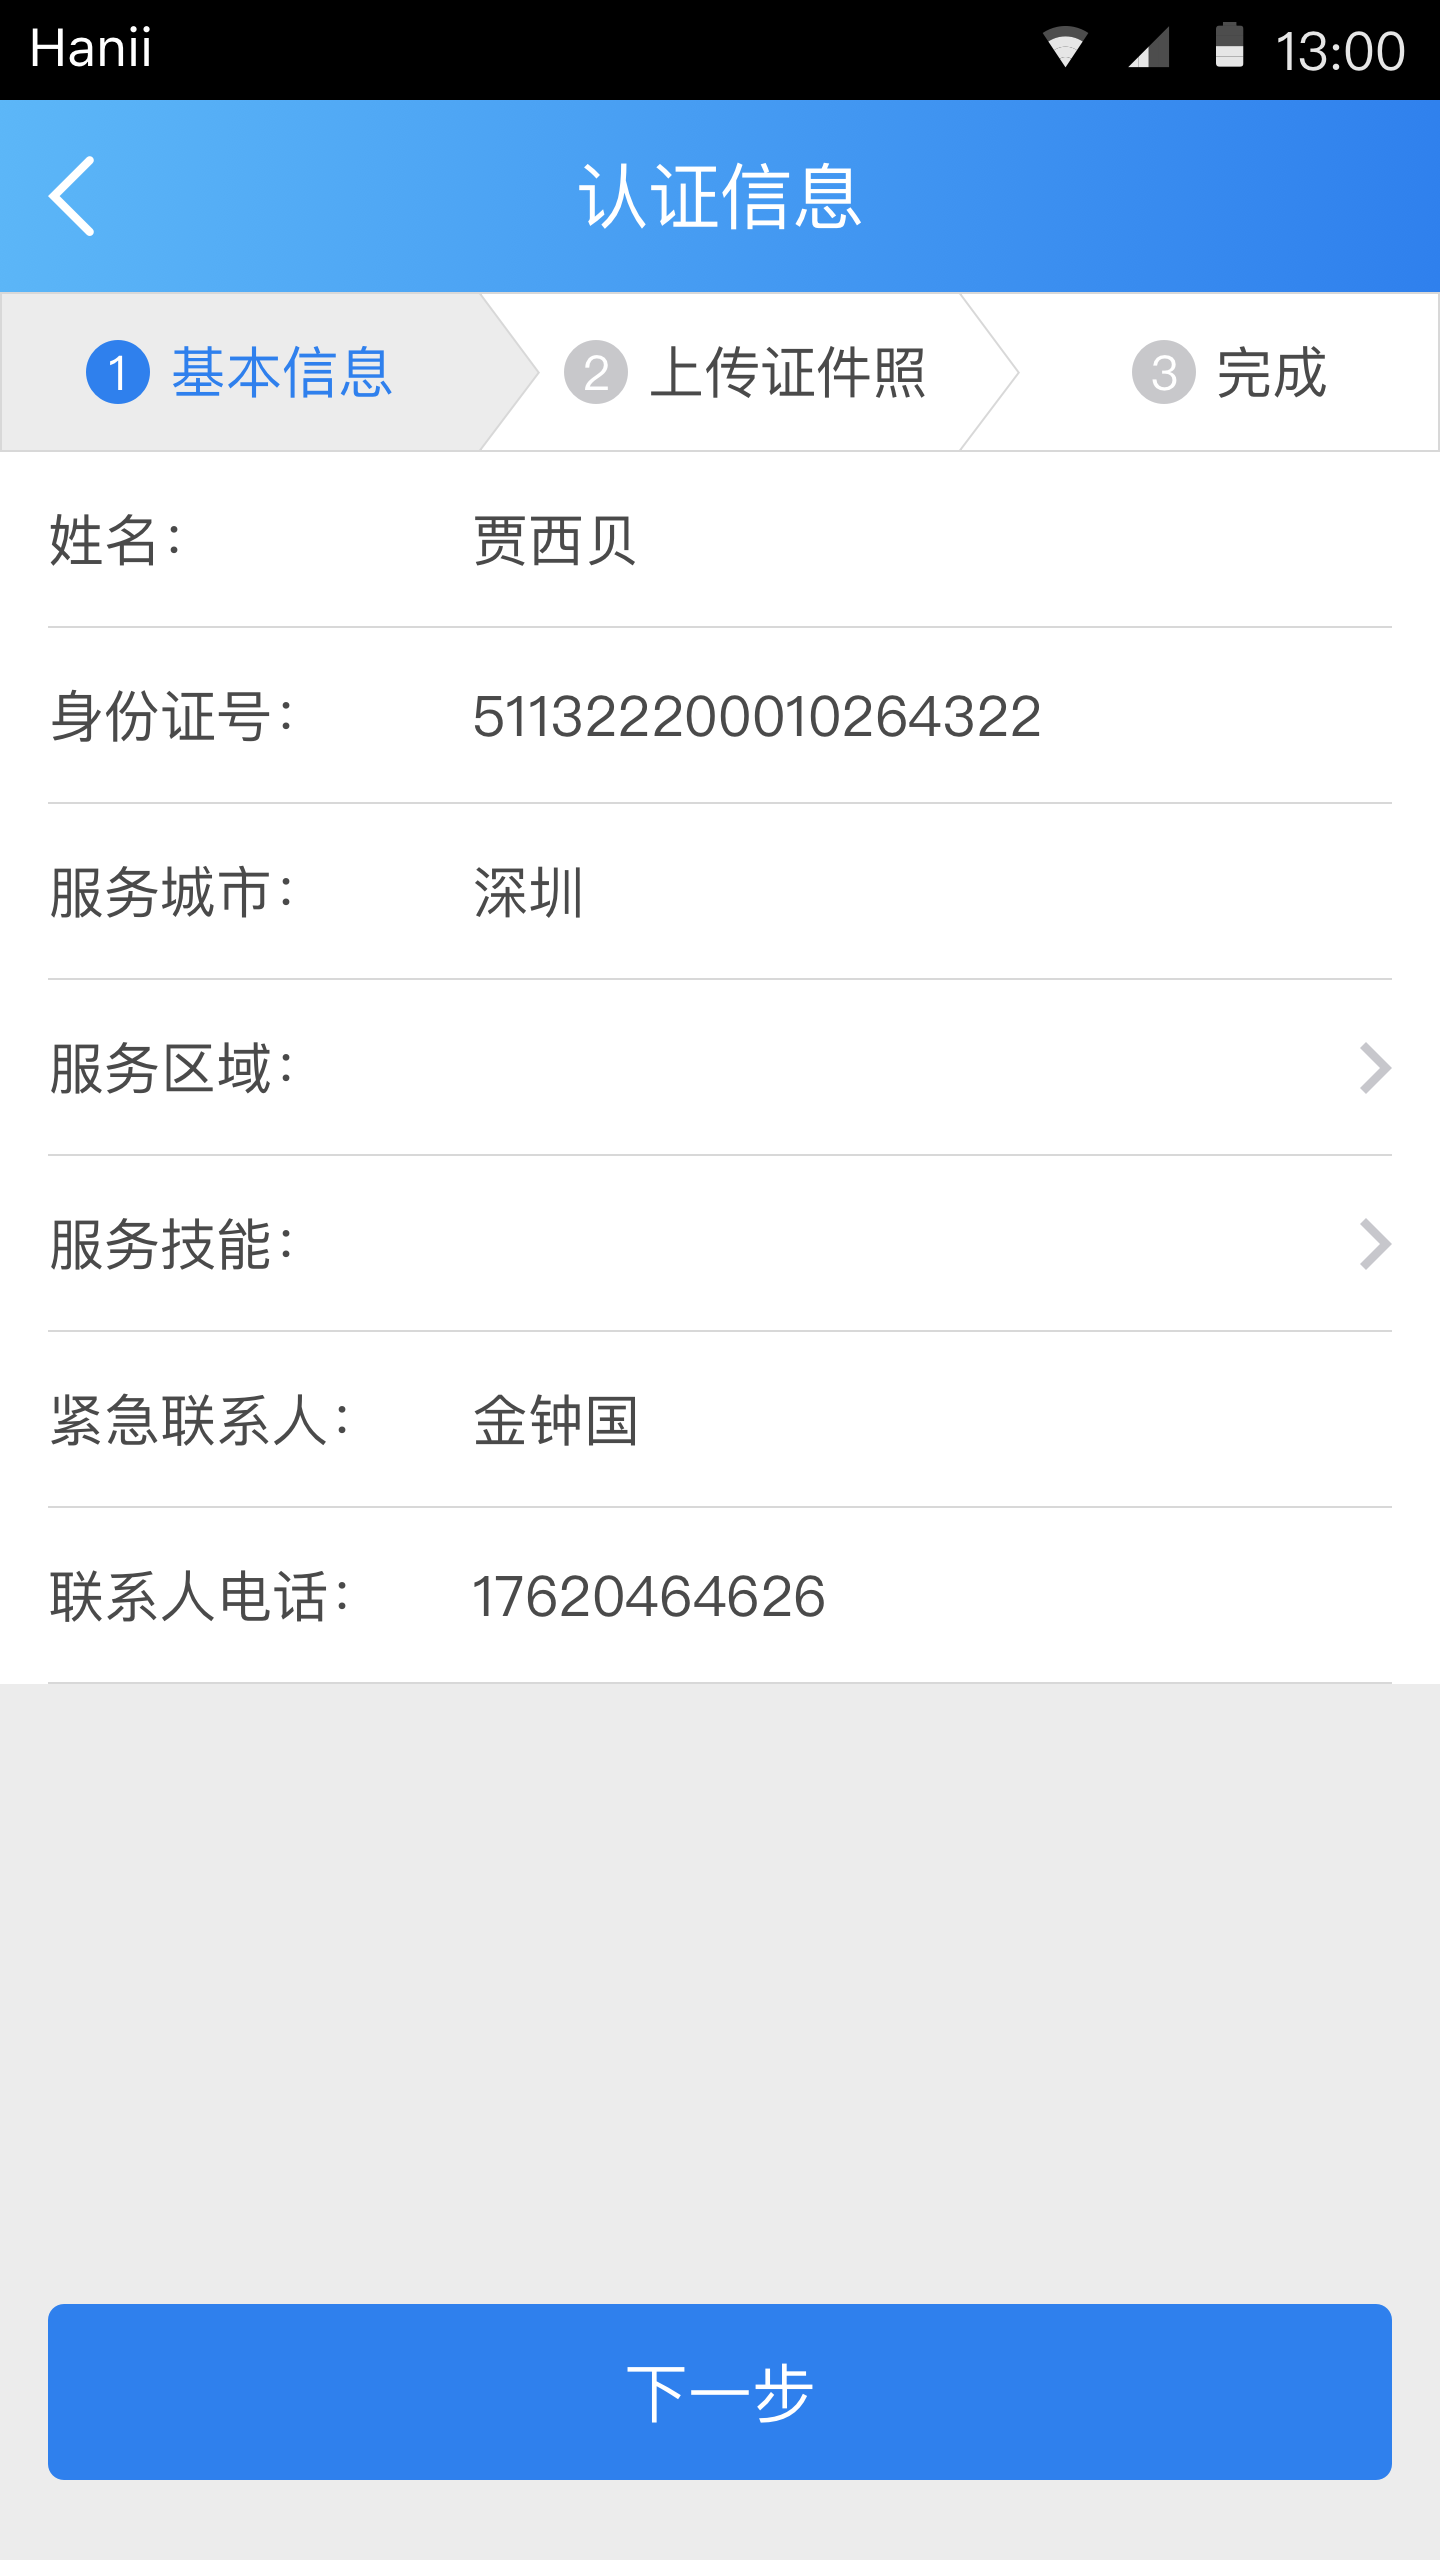 Hanii 13:00
认证信息
1 基本信息 2 上传证件照 3 完成
姓名： 贾西贝
身份证号： 511322200010264322
服务城市： 深圳
服务区域：
服务技能：
紧急联系人： 金钟国
联系人电话： 17620464626
下一步